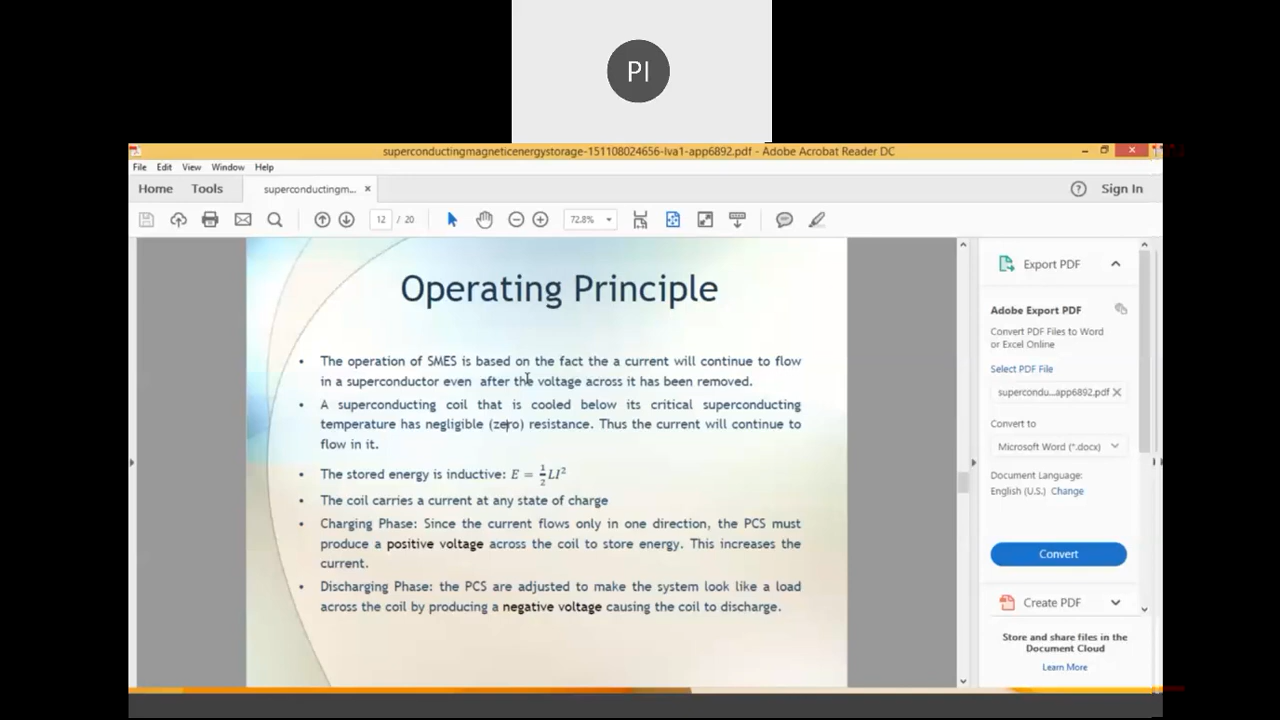 PI
superconductingmagneticenergystorage-151108024656-lva1-app6892.pdf - Adobe Acrobat Reader DC
File Edit View Window Help
Home Tools superconductingm... × Sign In
12 / 20 72.8%
Operating Principle
• The operation of SMES is based on the fact the a current will continue to flow
in a superconductor even after the voltage across it has been removed.
• A superconducting coil that is cooled below its critical superconducting
temperature has negligible (zero) resistance. Thus the current will continue to
flow in it.
• The stored energy is inductive: E = ½LI²
• The coil carries a current at any state of charge
• Charging Phase: Since the current flows only in one direction, the PCS must
produce a positive voltage across the coil to store energy. This increases the
current.
• Discharging Phase: the PCS are adjusted to make the system look like a load
across the coil by producing a negative voltage causing the coil to discharge.
Export PDF
Adobe Export PDF
Convert PDF Files to Word
or Excel Online
Select PDF File
supercondu...app6892.pdf ×
Convert to
Microsoft Word (*.docx)
Document Language:
English (U.S.) Change
Convert
Create PDF
Store and share files in the
Document Cloud
Learn More